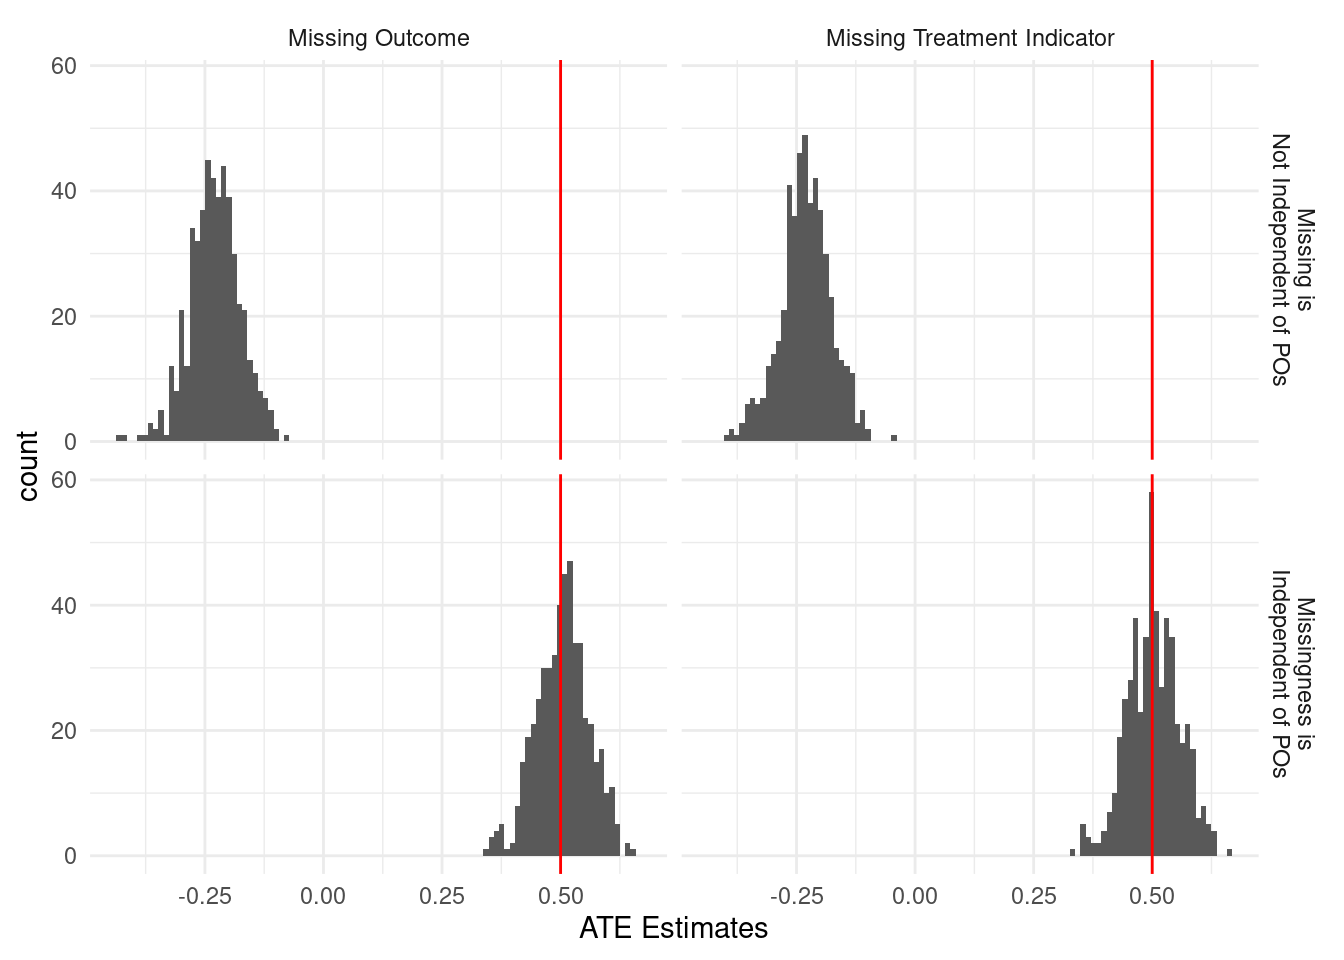 Missing Outcome
Missing Treatment Indicator
60
40
20
0
Missing is
Not Independent of POs
60
40
20
0
Missingness is
Independent of POs
count
-0.25
0.00
0.25
0.50
-0.25
0.00
0.25
0.50
ATE Estimates